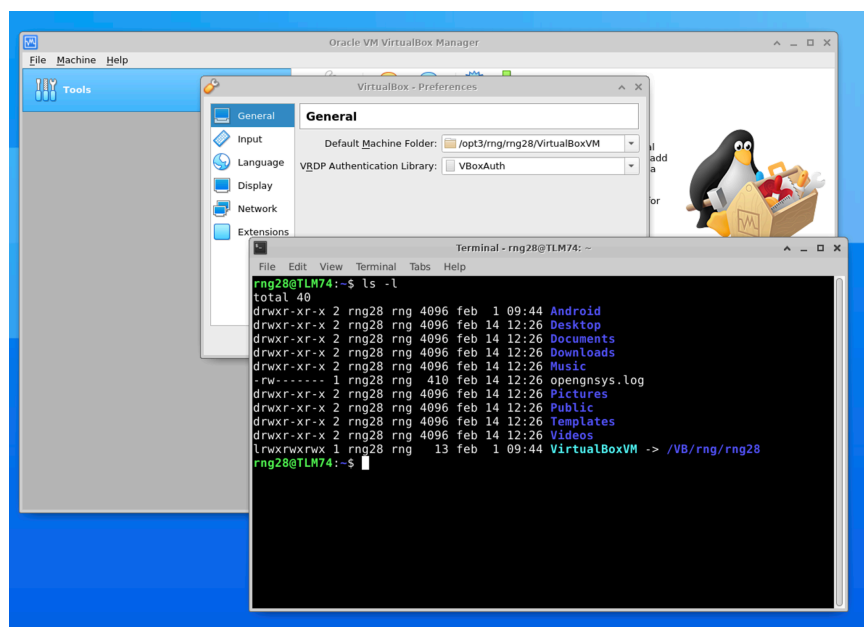 Oracle VM VirtualBox Manager
File Machine Help
Tools
VirtualBox - Preferences
General
Input
Language
Display
Network
Extensions
General
Default Machine Folder: /opt3/rng/rng28/VirtualBoxVM
VRDP Authentication Library: VBoxAuth
add
a
Terminal - rng28@TLM74: ~
File Edit View Terminal Tabs Help
rng28@TLM74:~$ ls -l
total 40
drwxr-xr-x 2 rng28 rng 4096 feb  1 09:44 Android
drwxr-xr-x 2 rng28 rng 4096 feb 14 12:26 Desktop
drwxr-xr-x 2 rng28 rng 4096 feb 14 12:26 Documents
drwxr-xr-x 2 rng28 rng 4096 feb 14 12:26 Downloads
drwxr-xr-x 2 rng28 rng 4096 feb 14 12:26 Music
-rw------- 1 rng28 rng  410 feb 14 12:26 opengnsys.log
drwxr-xr-x 2 rng28 rng 4096 feb 14 12:26 Pictures
drwxr-xr-x 2 rng28 rng 4096 feb 14 12:26 Public
drwxr-xr-x 2 rng28 rng 4096 feb 14 12:26 Templates
drwxr-xr-x 2 rng28 rng 4096 feb 14 12:26 Videos
lrwxrwxrwx 1 rng28 rng   13 feb  1 09:44 VirtualBoxVM -> /VB/rng/rng28
rng28@TLM74:~$